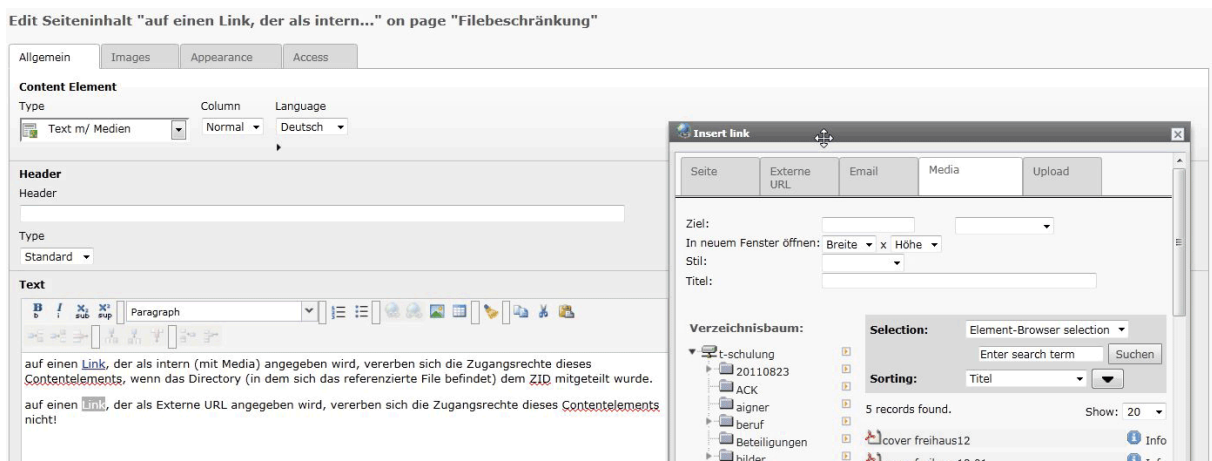 Edit Seiteninhalt "auf einen Link, der als intern..." on page "Filebeschränkung"
Allgemein Images Appearance Access
Content Element
Type Column Language
Text m/ Medien Normal Deutsch
Header
Header
Type
Standard
Text
B I X₂ X²
b i sub sup Paragraph
auf einen Link, der als intern (mit Media) angegeben wird, vererben sich die Zugangsrechte dieses
Contentelements, wenn das Directory (in dem sich das referenzierte File befindet) dem ZID mitgeteilt wurde.
auf einen Link, der als Externe URL angegeben wird, vererben sich die Zugangsrechte dieses Contentelements
nicht!
Insert link
Seite Externe URL Email Media Upload
Ziel:
In neuem Fenster öffnen: Breite x Höhe
Stil:
Titel:
Verzeichnisbaum:
t-schulung
20110823
ACK
aigner
beruf
Beteiligungen
bilder
Selection: Element-Browser selection
Enter search term Suchen
Sorting: Titel
5 records found. Show: 20
cover freihaus12 Info